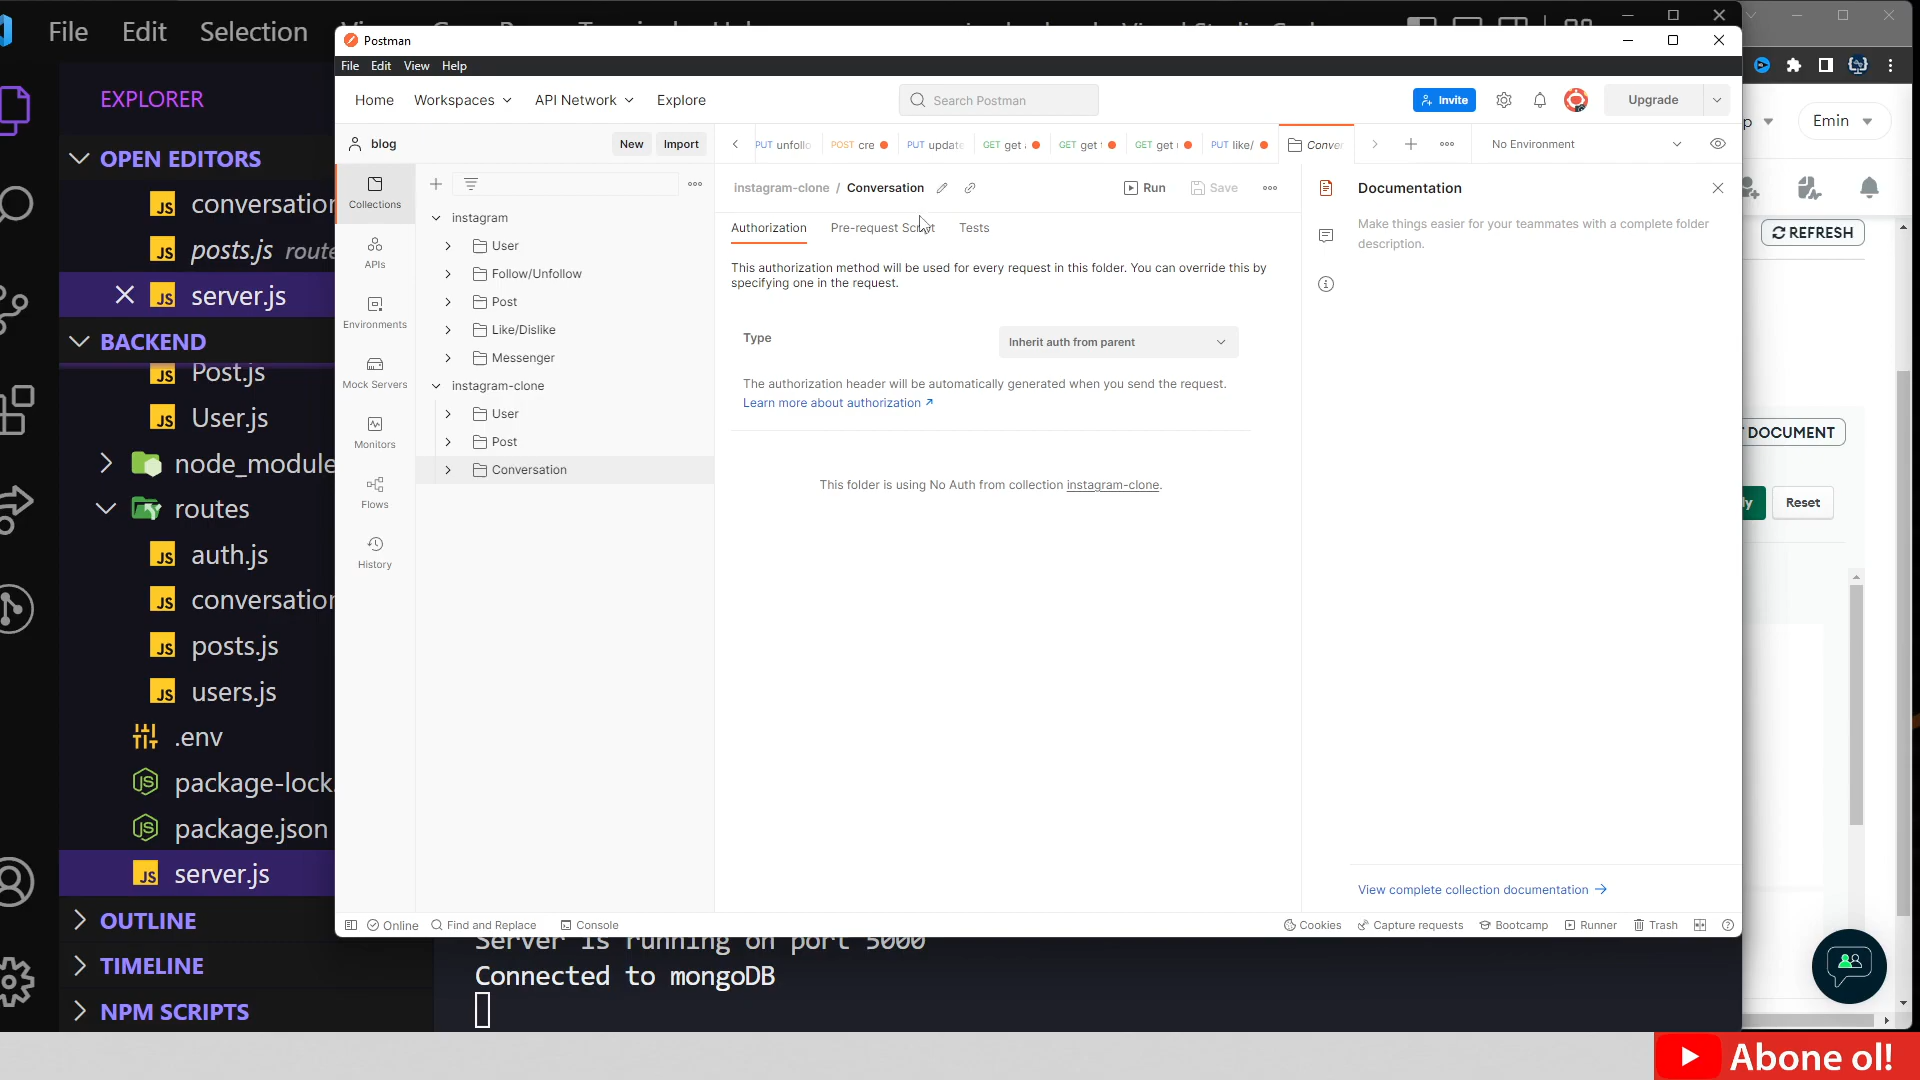 File Edit Selection
Postman
File Edit View Help
Home Workspaces API Network Explore
Search Postman
Invite
Upgrade
Emin
EXPLORER
OPEN EDITORS
conversation
posts.js route
server.js
BACKEND
Post.js
User.js
node_module
routes
auth.js
conversation
posts.js
users.js
.env
package-lock.
package.json
server.js
OUTLINE
TIMELINE
NPM SCRIPTS
blog
New Import
PUT unfollo
POST cre
PUT update
GET get
GET get
GET get
PUT like/
Conver
No Environment
Collections
APIs
Environments
Mock Servers
Monitors
Flows
History
instagram
User
Follow/Unfollow
Post
Like/Dislike
Messenger
instagram-clone
User
Post
Conversation
instagram-clone / Conversation
Run Save
Authorization Pre-request Script Tests
This authorization method will be used for every request in this folder. You can override this by
specifying one in the request.
Type Inherit auth from parent
The authorization header will be automatically generated when you send the request.
Learn more about authorization
This folder is using No Auth from collection instagram-clone.
Documentation
Make things easier for your teammates with a complete folder
description.
View complete collection documentation
Online Find and Replace Console
Cookies Capture requests Bootcamp Runner Trash
REFRESH
DOCUMENT
Reset
Server is running on port 5000
Connected to mongoDB
Abone ol!